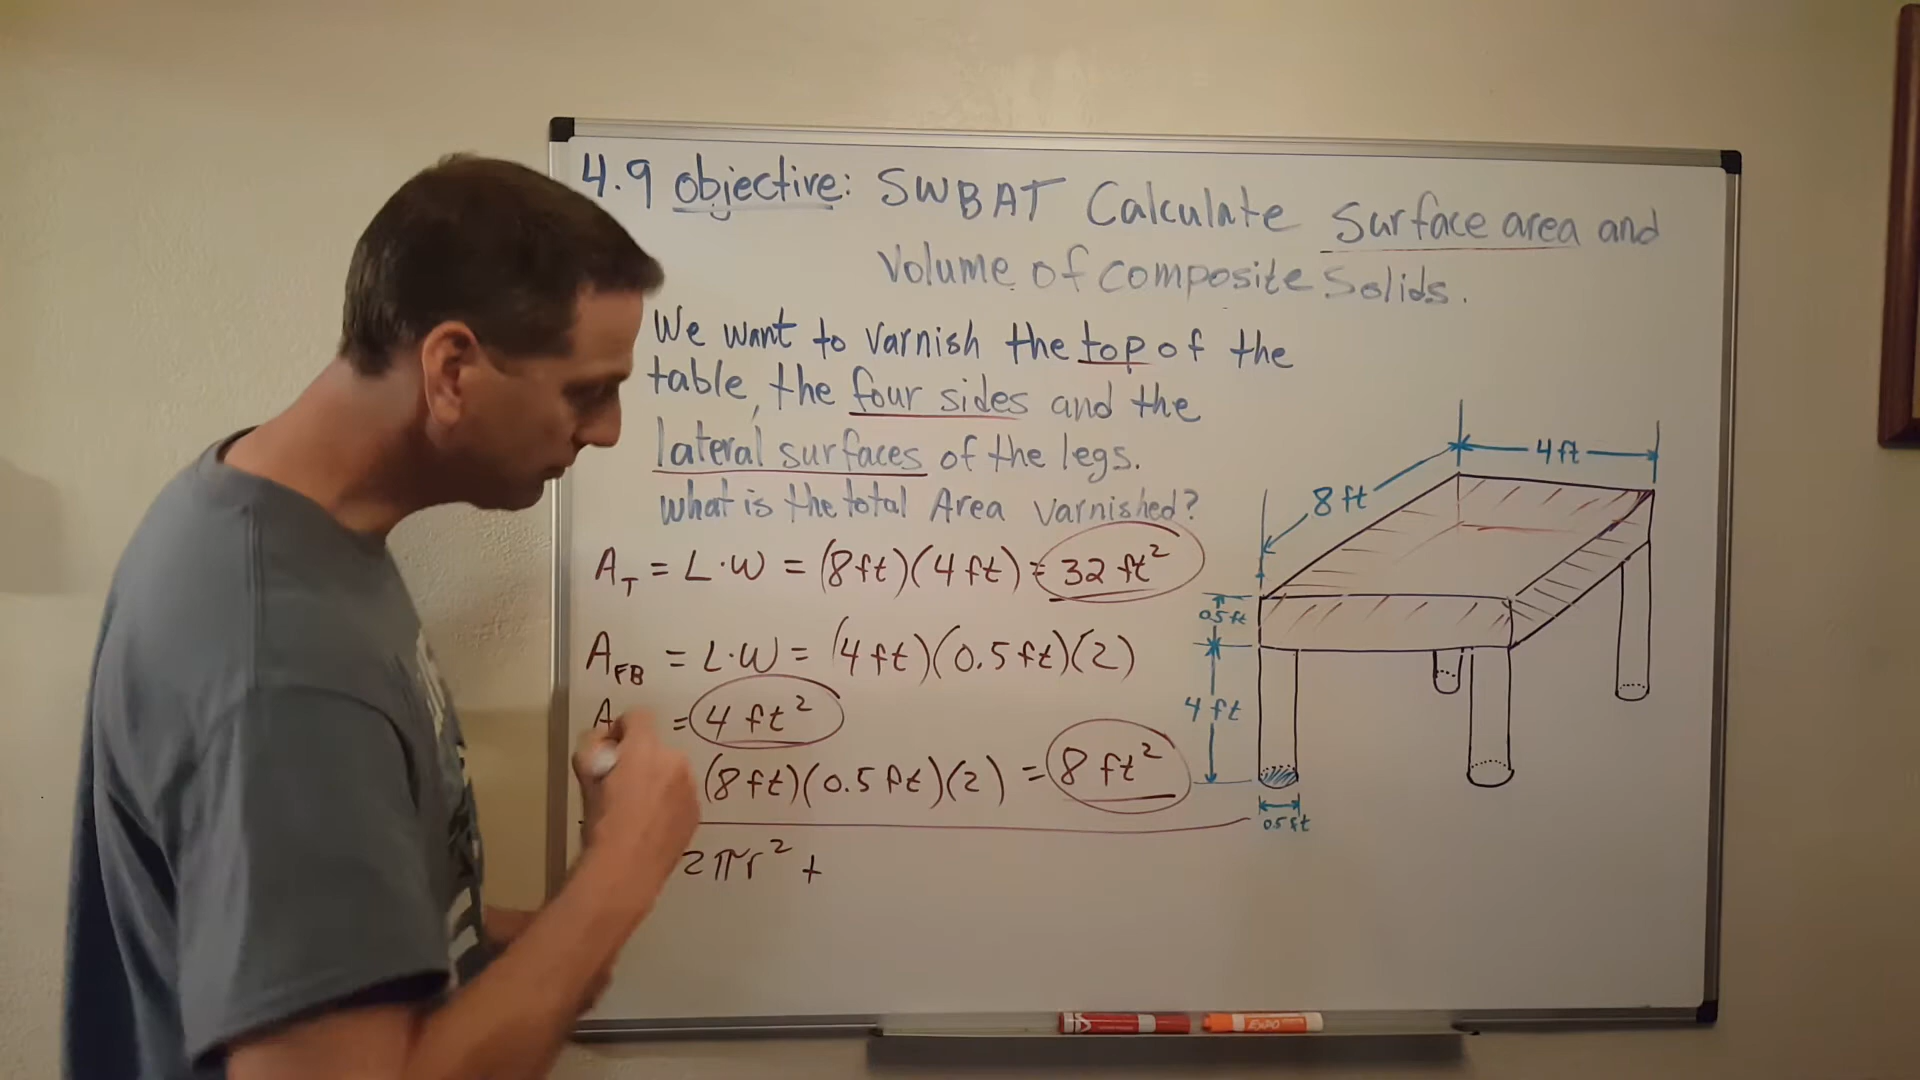 4.9 objective: SWBAT Calculate Surface area and
Volume of Composite Solids.
We want to varnish the top of the
table, the four sides and the
lateral surfaces of the legs.
What is the total Area varnished?
A_T = L·W = (8ft)(4ft) = 32 ft²
A_FB = L·W = (4ft)(0.5ft)(2)
A = 4 ft²
(8ft)(0.5ft)(2) = 8 ft²
2πr² +
4ft
8 ft
0.5 ft
4 ft
0.5 ft
EXPO